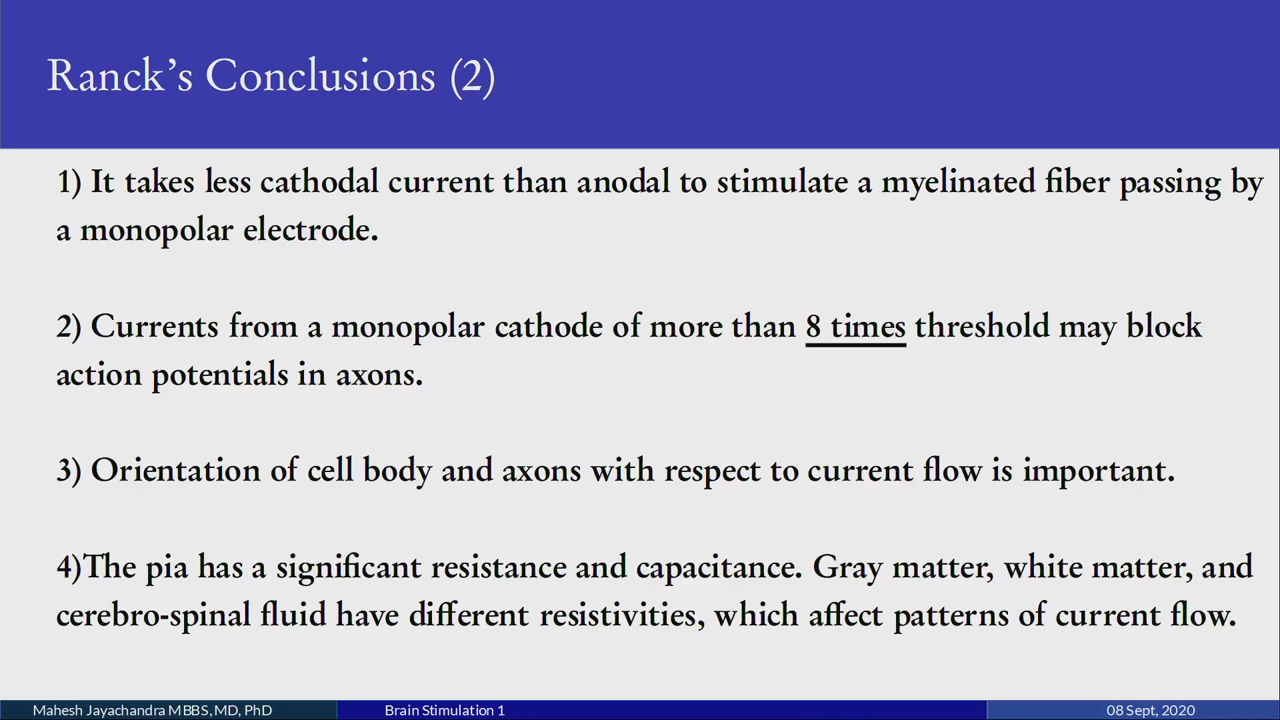 Ranck’s Conclusions (2)
1) It takes less cathodal current than anodal to stimulate a myelinated fiber passing by
a monopolar electrode.
2) Currents from a monopolar cathode of more than 8 times threshold may block
action potentials in axons.
3) Orientation of cell body and axons with respect to current flow is important.
4)The pia has a significant resistance and capacitance. Gray matter, white matter, and
cerebro-spinal fluid have different resistivities, which affect patterns of current flow.
Mahesh Jayachandra MBBS,MD, PhD
Brain Stimulation 1
08 Sept, 2020